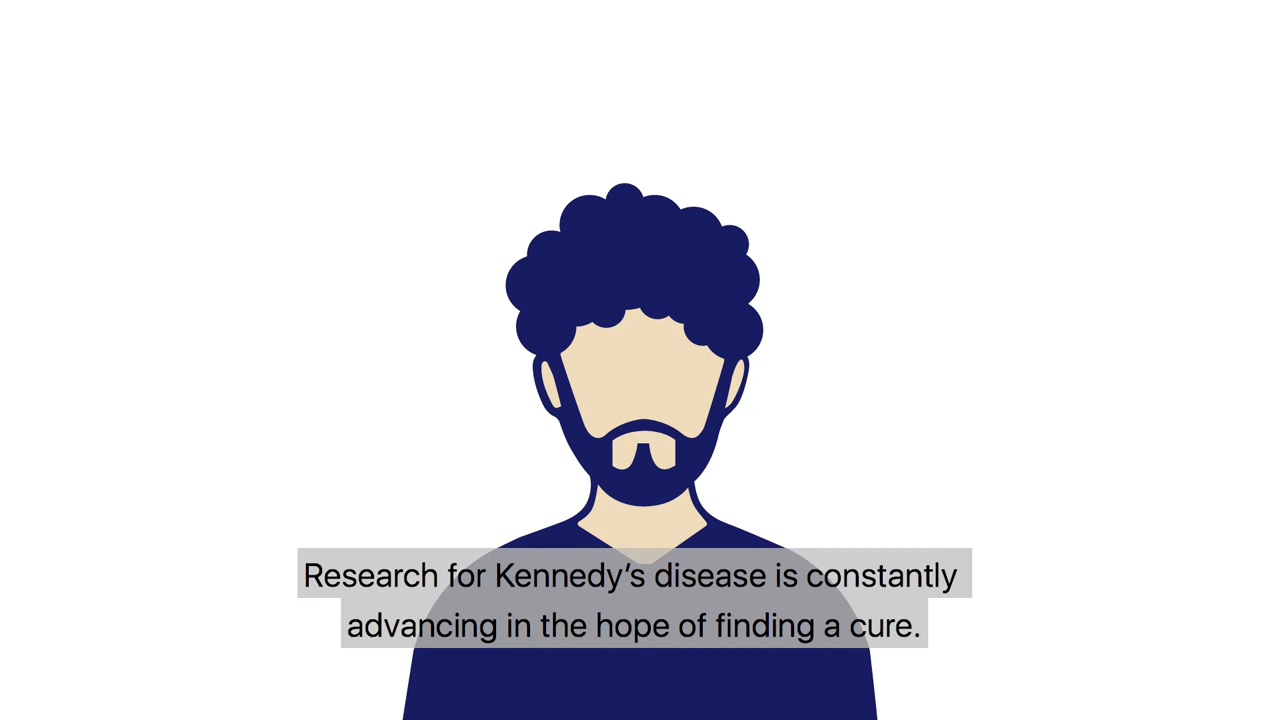 Research for Kennedy’s disease is constantly
advancing in the hope of finding a cure.